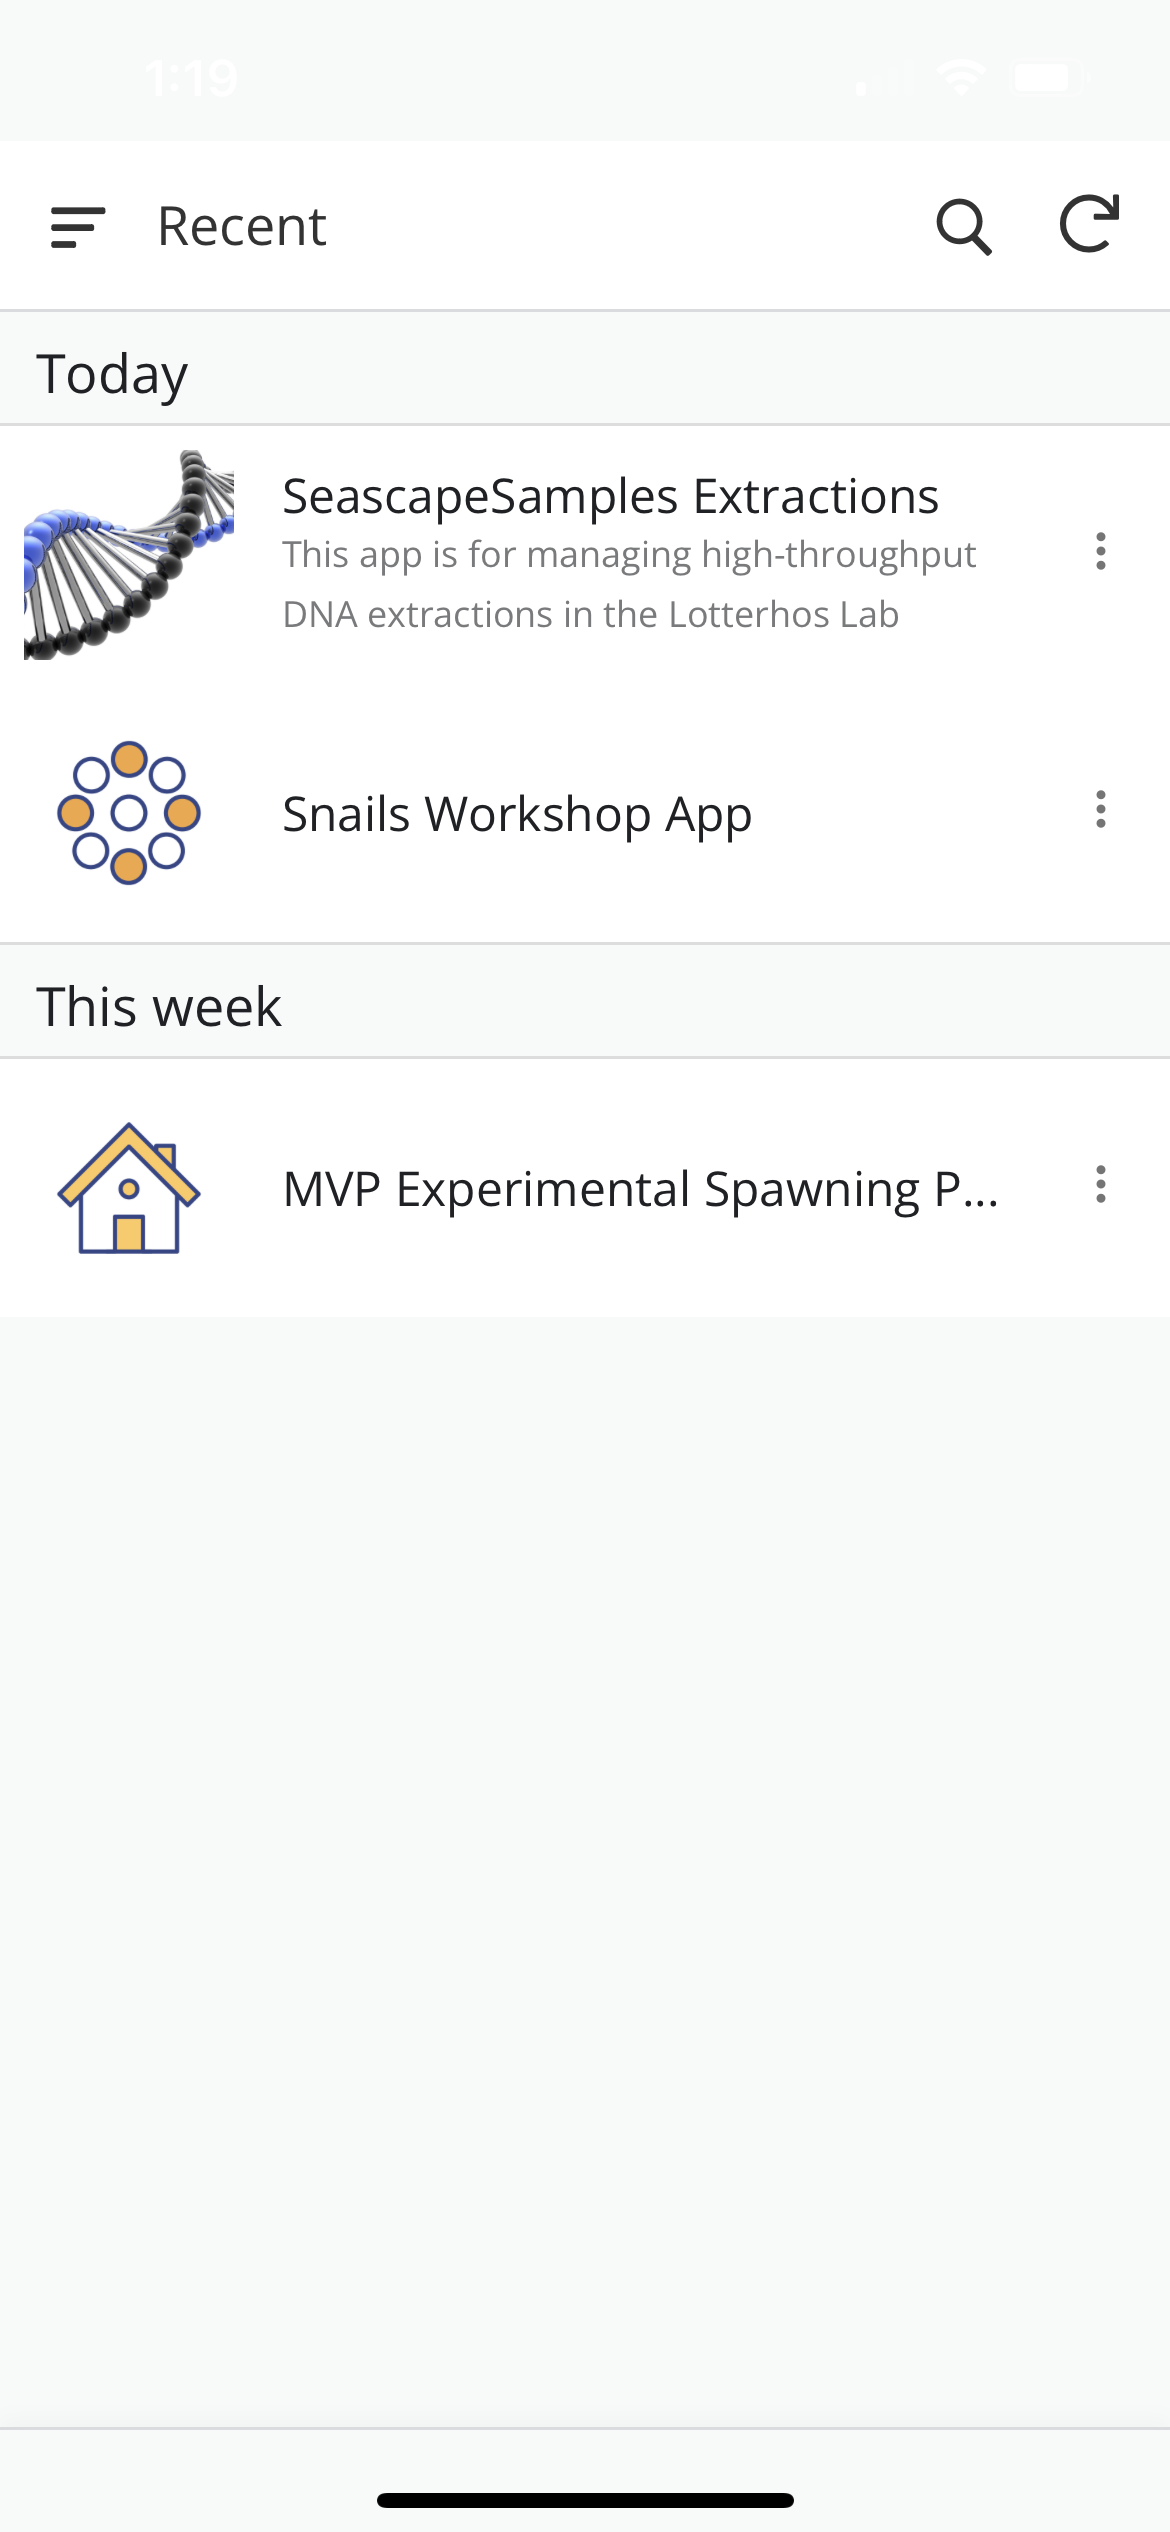 1:19
Recent
Today
SeascapeSamples Extractions
This app is for managing high-throughput
DNA extractions in the Lotterhos Lab
Snails Workshop App
This week
MVP Experimental Spawning P...